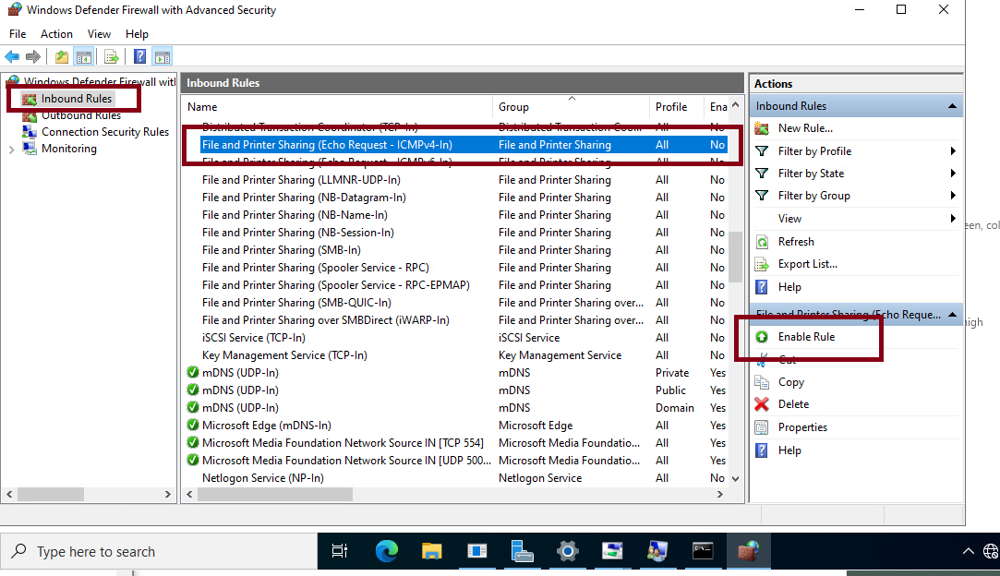 Windows Defender Firewall with Advanced Security
File Action View Help
Windows Defender Firewall with
Inbound Rules
Outbound Rules
Connection Security Rules
Monitoring
Inbound Rules
Name Group Profile Ena
Distributed Transaction Coordinator (TCP-In) Distributed Transaction Coo... All No
File and Printer Sharing (Echo Request - ICMPv4-In) File and Printer Sharing All No
File and Printer Sharing (Echo Request - ICMPv6-In) File and Printer Sharing All No
File and Printer Sharing (LLMNR-UDP-In) File and Printer Sharing All No
File and Printer Sharing (NB-Datagram-In) File and Printer Sharing All No
File and Printer Sharing (NB-Name-In) File and Printer Sharing All No
File and Printer Sharing (NB-Session-In) File and Printer Sharing All No
File and Printer Sharing (SMB-In) File and Printer Sharing All No
File and Printer Sharing (Spooler Service - RPC) File and Printer Sharing All No
File and Printer Sharing (Spooler Service - RPC-EPMAP) File and Printer Sharing All No
File and Printer Sharing (SMB-QUIC-In) File and Printer Sharing over... All No
File and Printer Sharing over SMBDirect (iWARP-In) File and Printer Sharing over... All No
iSCSI Service (TCP-In) iSCSI Service All No
Key Management Service (TCP-In) Key Management Service All No
mDNS (UDP-In) mDNS Private Yes
mDNS (UDP-In) mDNS Public Yes
mDNS (UDP-In) mDNS Domain Yes
Microsoft Edge (mDNS-In) Microsoft Edge All Yes
Microsoft Media Foundation Network Source IN [TCP 554] Microsoft Media Foundatio... All Yes
Microsoft Media Foundation Network Source IN [UDP 500... Microsoft Media Foundatio... All Yes
Netlogon Service (NP-In) Netlogon Service All No
Actions
Inbound Rules
New Rule...
Filter by Profile
Filter by State
Filter by Group
View
Refresh
Export List...
Help
File and Printer Sharing (Echo Reque...
Enable Rule
Cut
Copy
Delete
Properties
Help
een, col
high
Type here to search